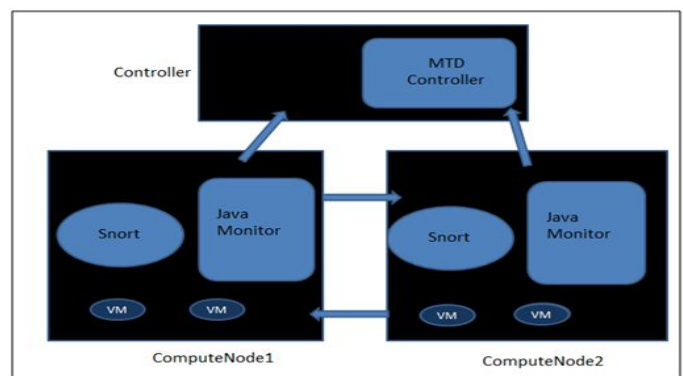 MTD
Controller
Controller
Snort
Java
Monitor
Snort
Java
Monitor
VM
VM
VM
VM
ComputeNode1
ComputeNode2